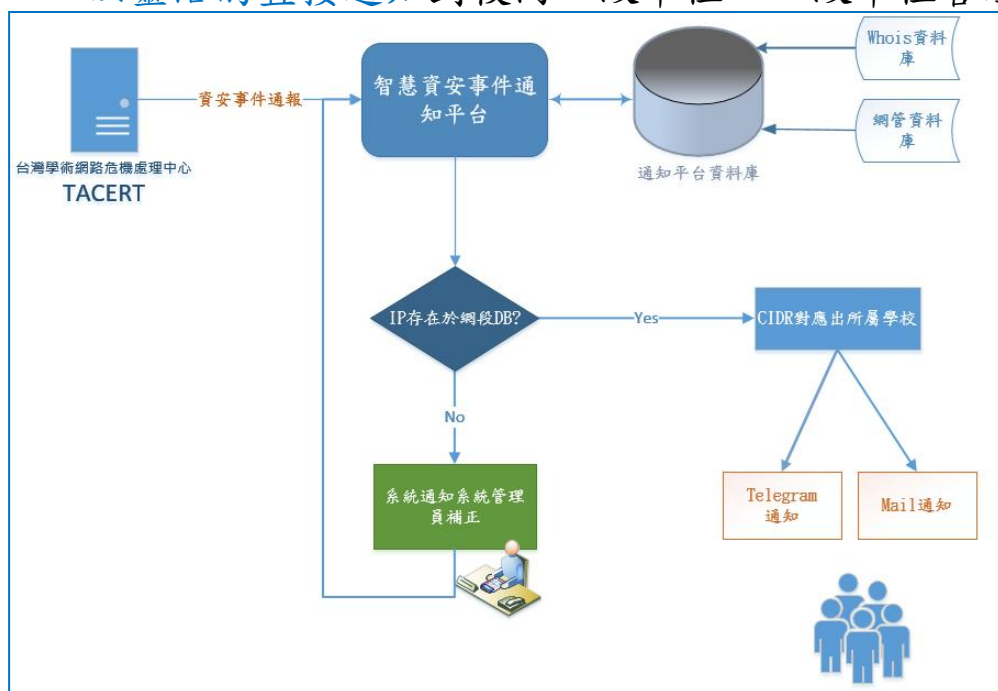 Whois資料
庫
資安事件通報
智慧資安事件通
知平台
網管資料
庫
台灣學術網路危機處理中心
TACERT
通知平台資料庫
IP存在於網段DB?
Yes
CIDR對應出所屬學校
No
系統通知系統管理
員補正
Telegram
通知
Mail通知